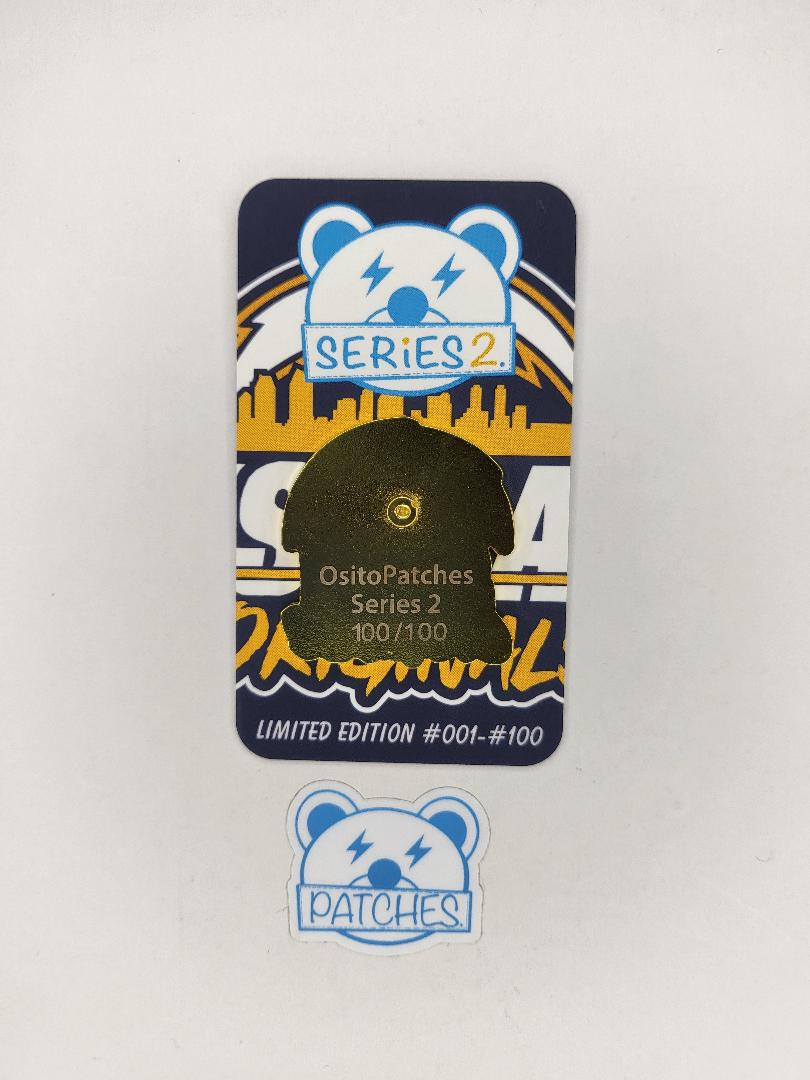 SERiES 2.
OsitoPatches
Series 2
100/100
LIMITED EDITION #001-#100
PATCHES.